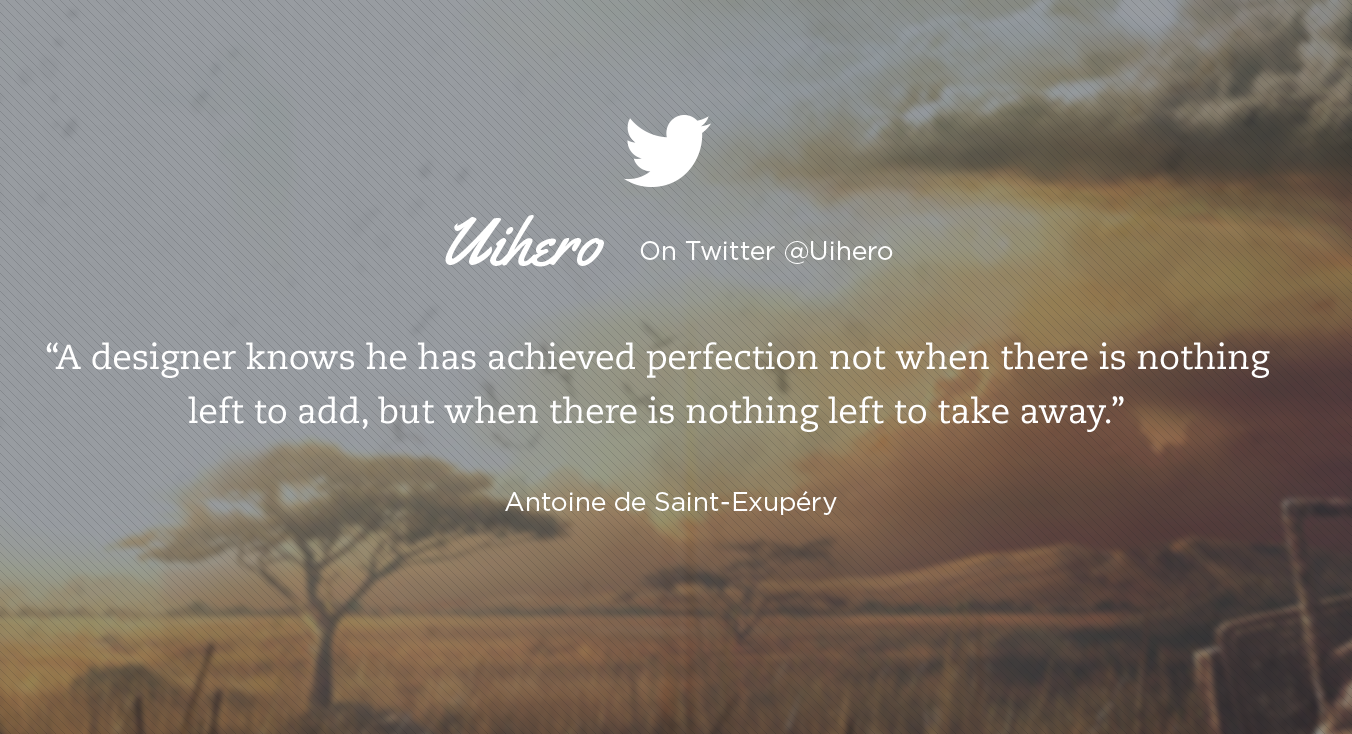 Uihero On Twitter @Uihero
“A designer knows he has achieved perfection not when there is nothing
left to add, but when there is nothing left to take away.”
Antoine de Saint-Exupéry